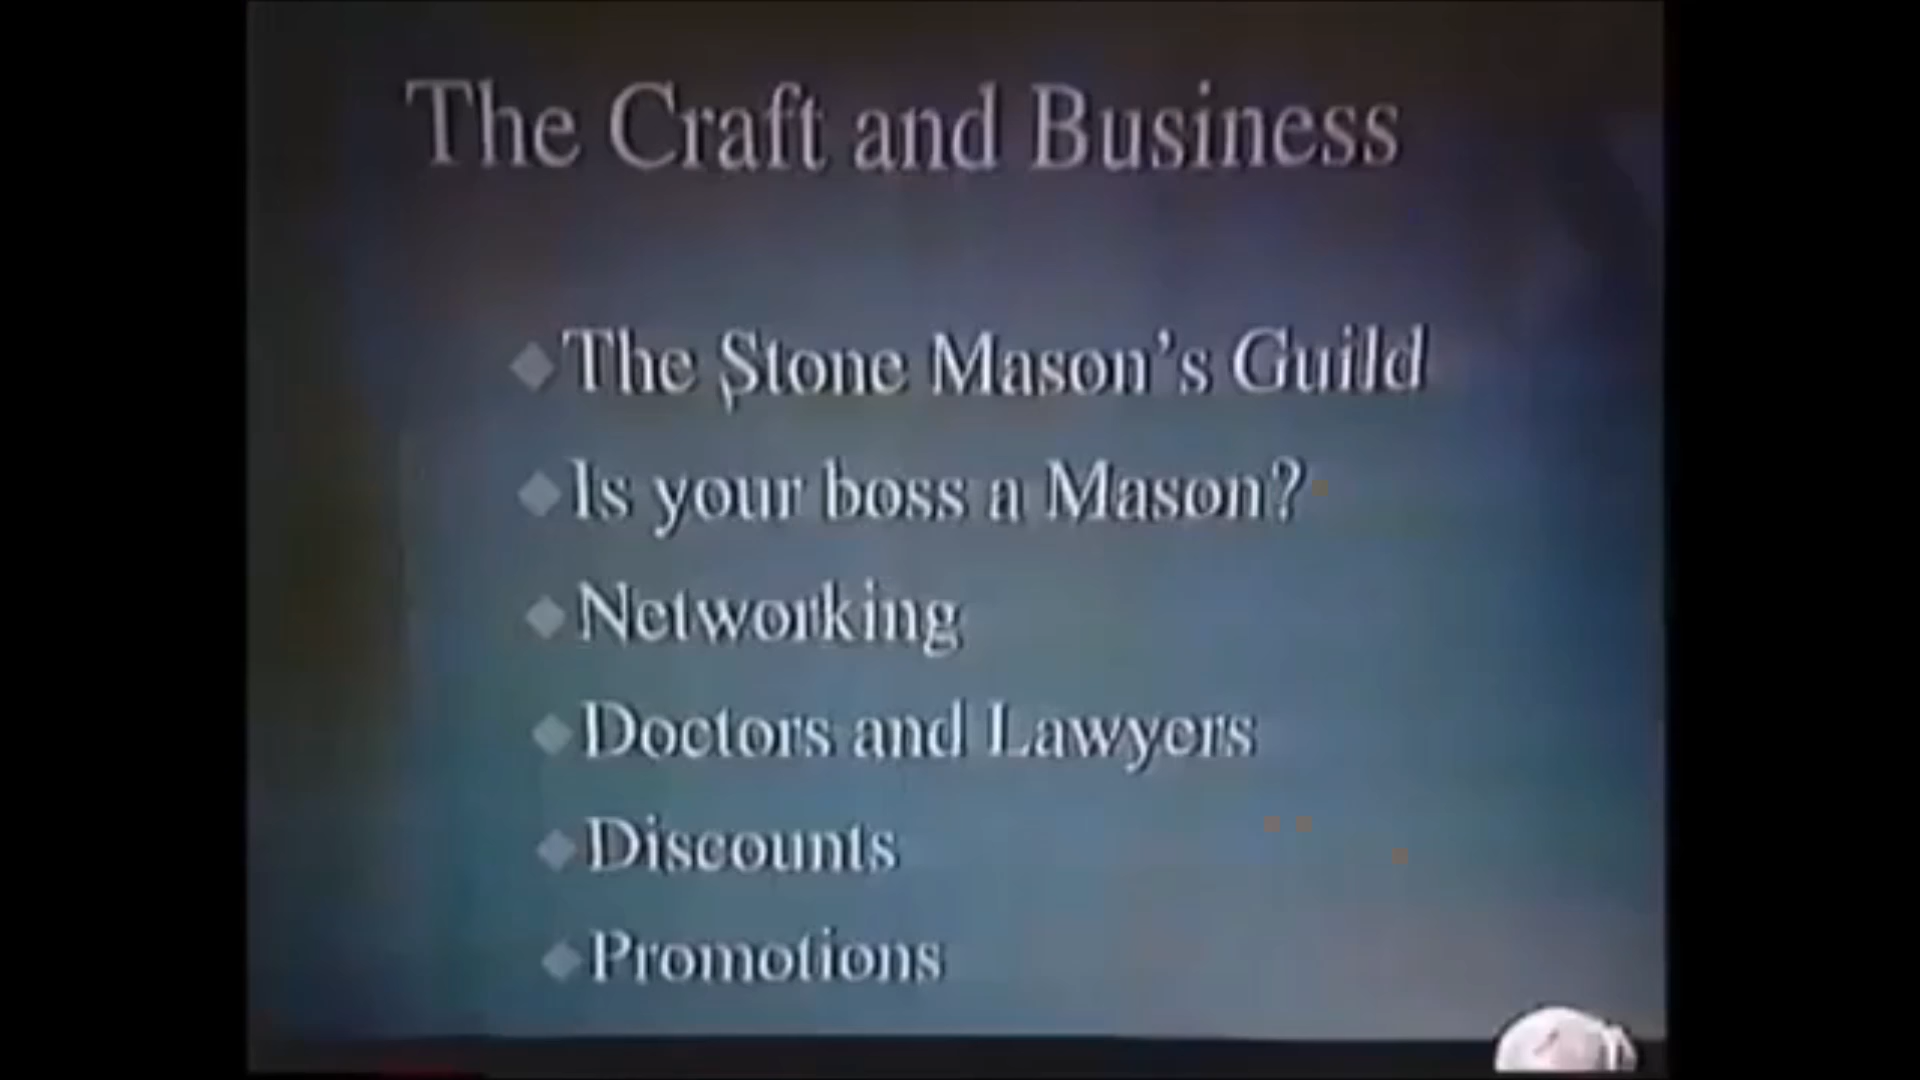 The Craft and Business
The Stone Mason's Guild
Is your boss a Mason?
Networking
Doctors and Lawyers
Discounts
Promotions